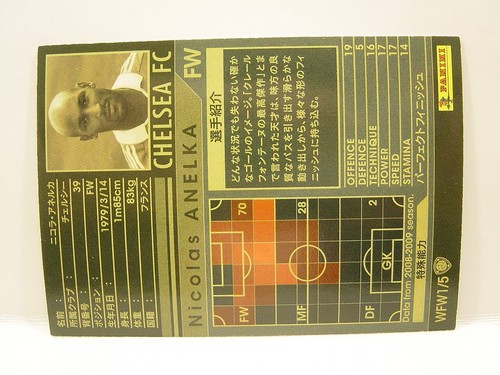 CHELSEA FC
Nicolas ANELKA FW
名前： ニコラ・アネルカ
所属クラブ： チェルシー
背番号： 39
ポジション： FW
生年月日： 1979/3/14
身長： 1m85cm
体重： 83kg
国籍： フランス
選手紹介
どんな状況でも失わない確か
なゴールのイメージ。「クレール
フォンテーヌの最高傑作」とま
で言われた天才は、味方の良
質なパスを引き出す滑らかな
動き出しから、様々な形のフィ
ニッシュに持ち込む。
FW 70
MF 28
DF 2
GK
OFFENCE 19
DEFENCE 5
TECHNIQUE 16
POWER 17
SPEED 17
STAMINA 14
Data from 2008-2009 season.
特殊能力
パーフェクトフィニッシュ
WFW1/5
PANINI